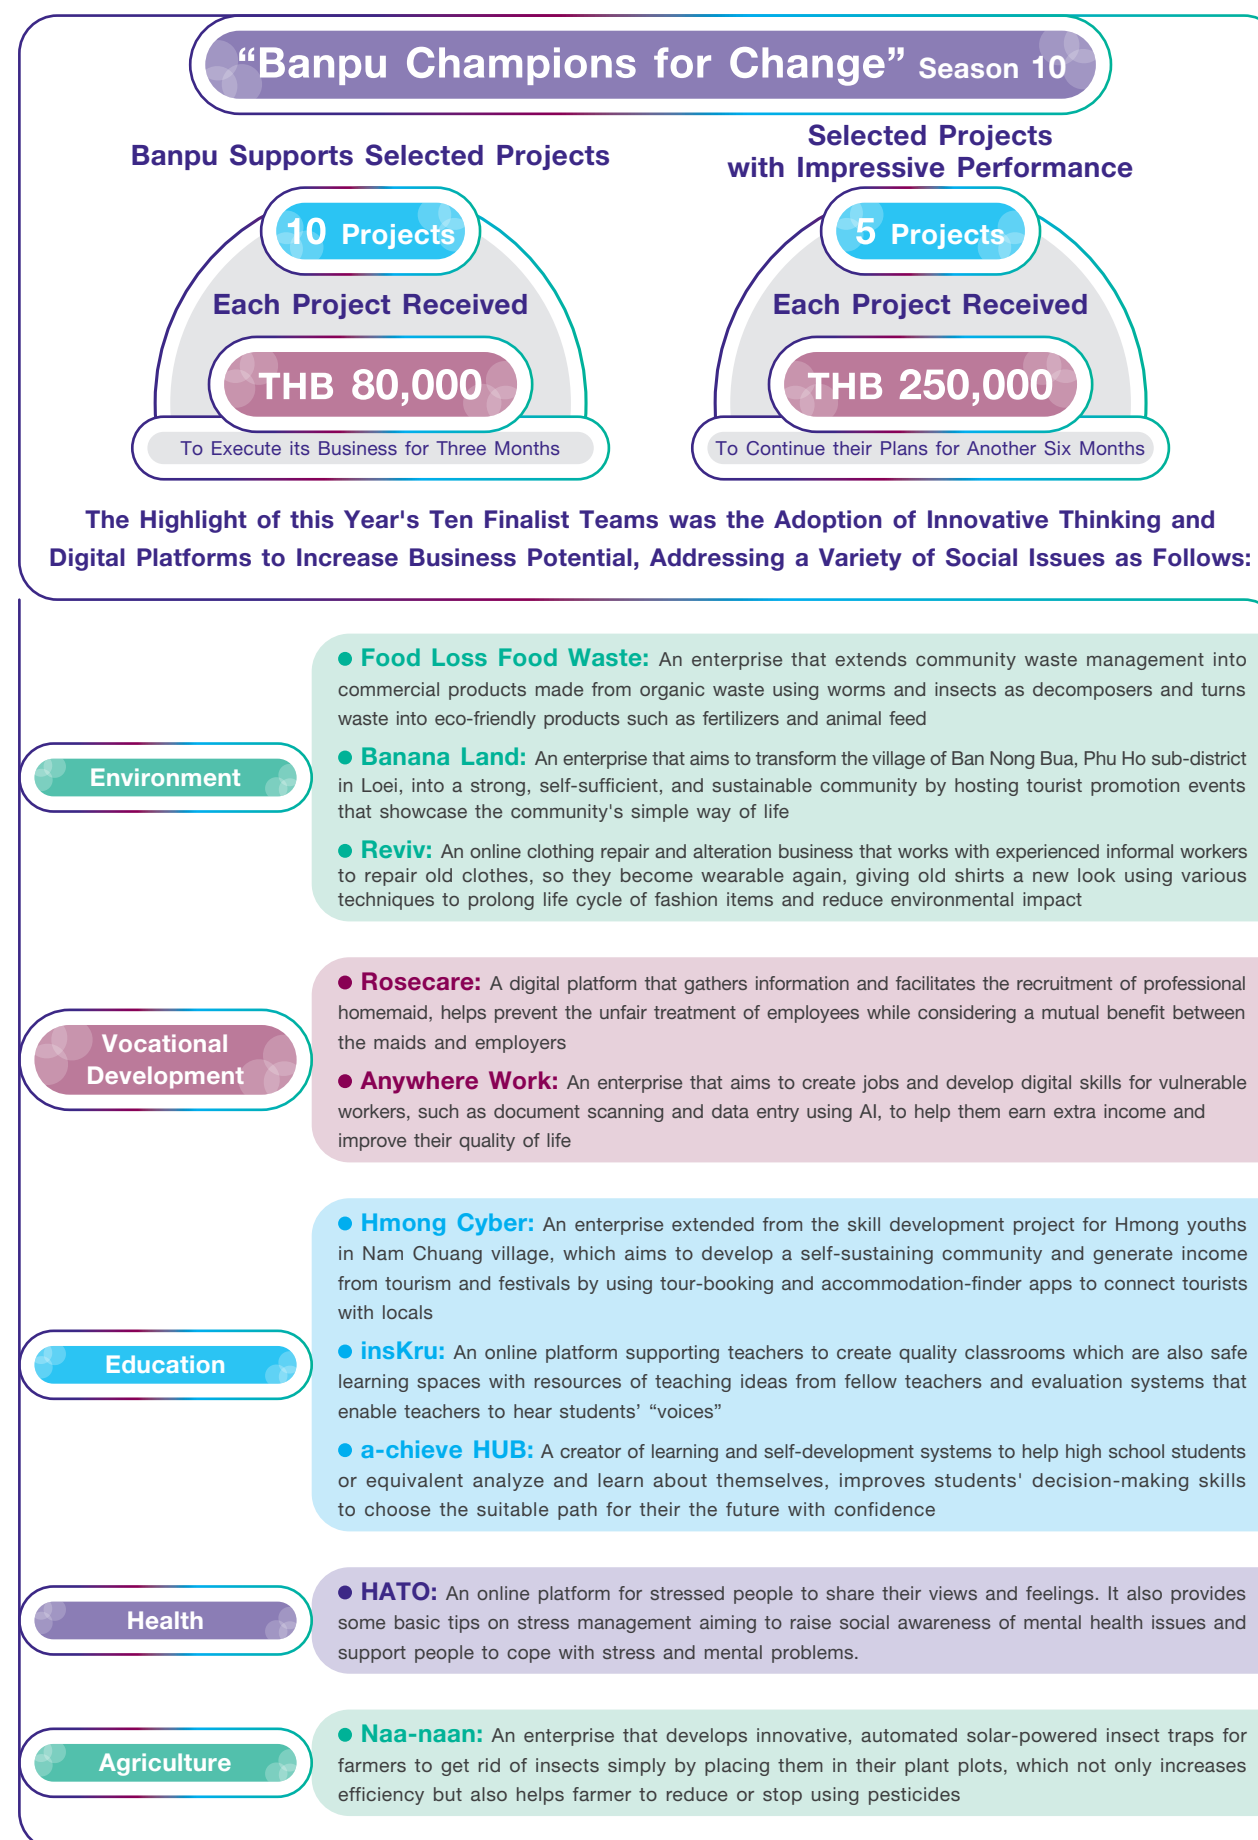 “Banpu Champions for Change” Season 10
Banpu Supports Selected Projects
10 Projects
Each Project Received
THB 80,000
To Execute its Business for Three Months
Selected Projects
with Impressive Performance
5 Projects
Each Project Received
THB 250,000
To Continue their Plans for Another Six Months
The Highlight of this Year's Ten Finalist Teams was the Adoption of Innovative Thinking and
Digital Platforms to Increase Business Potential, Addressing a Variety of Social Issues as Follows:
Environment
● Food Loss Food Waste: An enterprise that extends community waste management into
commercial products made from organic waste using worms and insects as decomposers and turns
waste into eco-friendly products such as fertilizers and animal feed
● Banana Land: An enterprise that aims to transform the village of Ban Nong Bua, Phu Ho sub-district
in Loei, into a strong, self-sufficient, and sustainable community by hosting tourist promotion events
that showcase the community's simple way of life
● Reviv: An online clothing repair and alteration business that works with experienced informal workers
to repair old clothes, so they become wearable again, giving old shirts a new look using various
techniques to prolong life cycle of fashion items and reduce environmental impact
Vocational
Development
● Rosecare: A digital platform that gathers information and facilitates the recruitment of professional
homemaid, helps prevent the unfair treatment of employees while considering a mutual benefit between
the maids and employers
● Anywhere Work: An enterprise that aims to create jobs and develop digital skills for vulnerable
workers, such as document scanning and data entry using AI, to help them earn extra income and
improve their quality of life
Education
● Hmong Cyber: An enterprise extended from the skill development project for Hmong youths
in Nam Chuang village, which aims to develop a self-sustaining community and generate income
from tourism and festivals by using tour-booking and accommodation-finder apps to connect tourists
with locals
● insKru: An online platform supporting teachers to create quality classrooms which are also safe
learning spaces with resources of teaching ideas from fellow teachers and evaluation systems that
enable teachers to hear students’ “voices”
● a-chieve HUB: A creator of learning and self-development systems to help high school students
or equivalent analyze and learn about themselves, improves students' decision-making skills
to choose the suitable path for their the future with confidence
Health
● HATO: An online platform for stressed people to share their views and feelings. It also provides
some basic tips on stress management aiming to raise social awareness of mental health issues and
support people to cope with stress and mental problems.
Agriculture
● Naa-naan: An enterprise that develops innovative, automated solar-powered insect traps for
farmers to get rid of insects simply by placing them in their plant plots, which not only increases
efficiency but also helps farmer to reduce or stop using pesticides